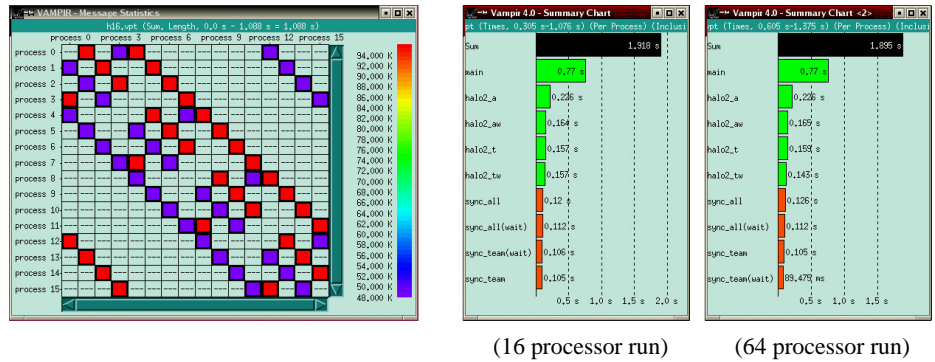 VAMPIR - Message Statistics
h16.vpt (Sum, Length, 0.0 s - 1.088 s = 1.088 s)
process 0 process 3 process 6 process 9 process 12 process 15
process 0
process 1
process 2
process 3
process 4
process 5
process 6
process 7
process 8
process 9
process 10
process 11
process 12
process 13
process 14
process 15
94,000 K
92,000 K
90,000 K
88,000 K
86,000 K
84,000 K
82,000 K
80,000 K
78,000 K
76,000 K
74,000 K
72,000 K
70,000 K
68,000 K
66,000 K
64,000 K
62,000 K
60,000 K
58,000 K
56,000 K
54,000 K
52,000 K
50,000 K
48,000 K
Vampir 4.0 - Summary Chart
pt (Times, 0.305 s-1.076 s) (Per Process) (Inclusi
Sum 1.918 s
main 0.77 s
halo2_a 0.226 s
halo2_aw 0.164 s
halo2_t 0.157 s
halo2_tw 0.157 s
sync_all 0.12 s
sync_all(wait) 0.112 s
sync_team(wait) 0.106 s
sync_team 0.105 s
0.5 s 1.0 s 1.5 s 2.0 s
(16 processor run)
Vampir 4.0 - Summary Chart <2>
pt (Times, 0.605 s-1.375 s) (Per Process) (Inclusi
Sum 1.895 s
main 0.77 s
halo2_a 0.226 s
halo2_aw 0.165 s
halo2_t 0.159 s
halo2_tw 0.143 s
sync_all 0.126 s
sync_all(wait) 0.112 s
sync_team 0.105 s
sync_team(wait) 89.479 ms
0.5 s 1.0 s 1.5 s
(64 processor run)